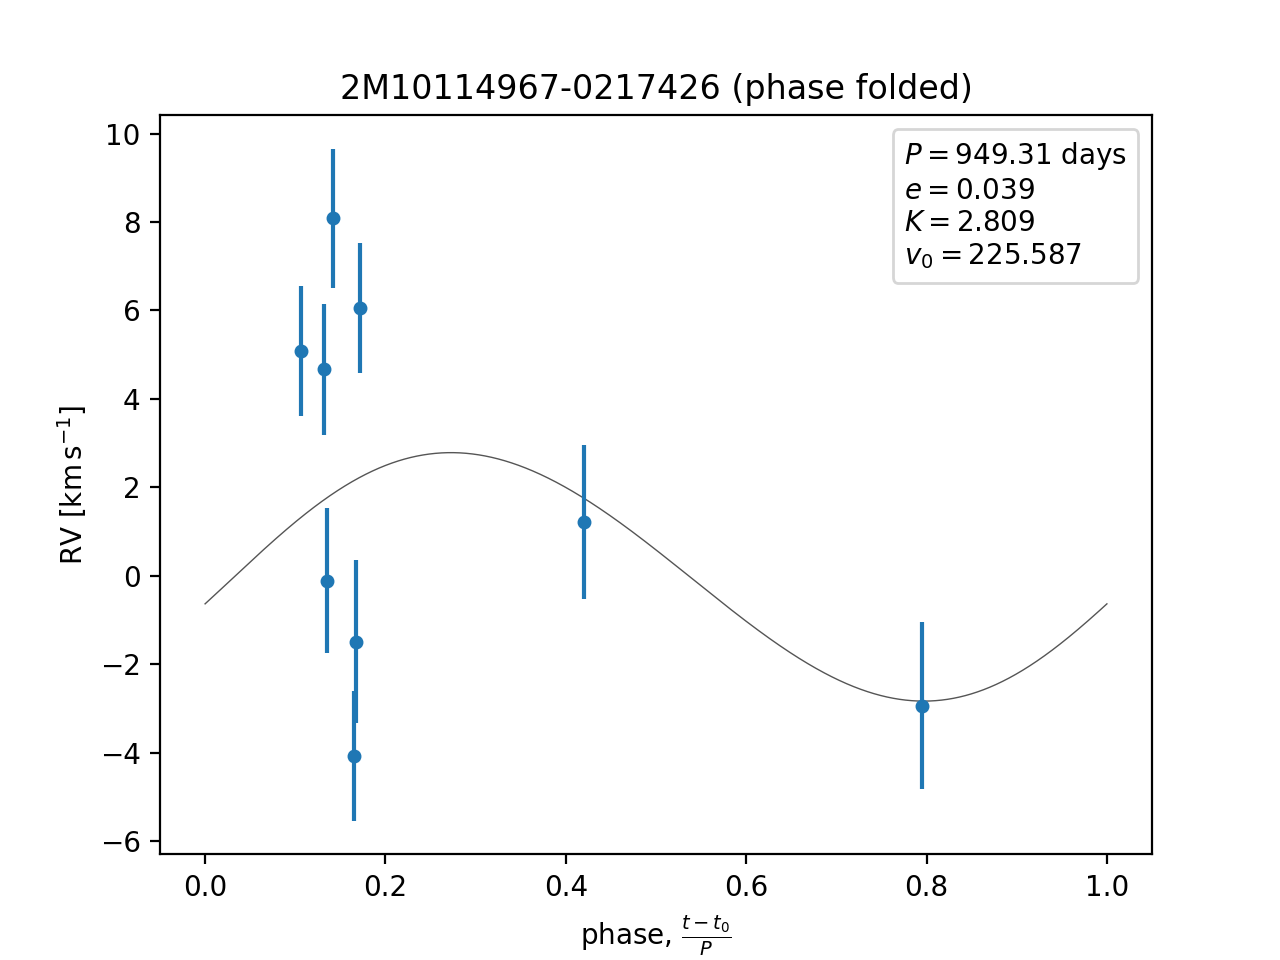 2M10114967-0217426 (phase folded)
P = 949.31 days
e = 0.039
K = 2.809
v₀ = 225.587
10
8
6
4
2
0
−2
−4
−6
RV [km s⁻¹]
0.0 0.2 0.4 0.6 0.8 1.0
phase, (t − t₀)/P